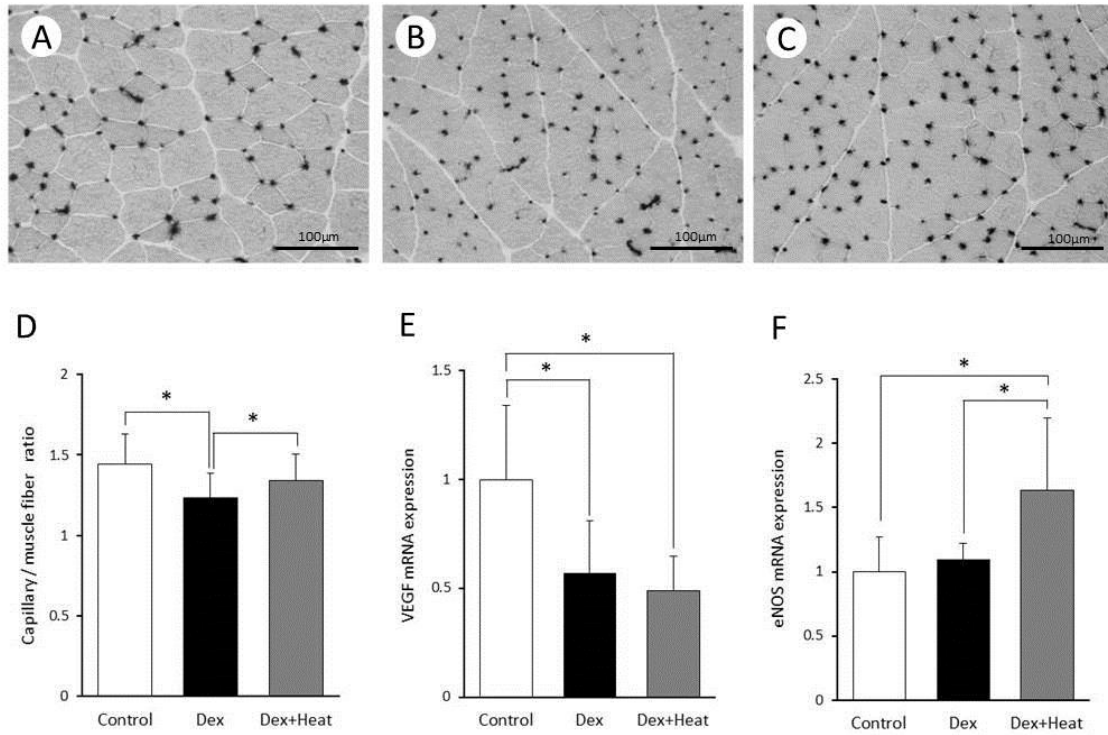 A
B
C
100μm
100μm
100μm
D
E
F
Capillary / muscle fiber ratio
2
1.5
1
0.5
0
*
*
Control
Dex
Dex+Heat
VEGF mRNA expression
1.5
1
0.5
0
*
*
Control
Dex
Dex+Heat
eNOS mRNA expression
2.5
2
1.5
1
0.5
0
*
*
Control
Dex
Dex+Heat